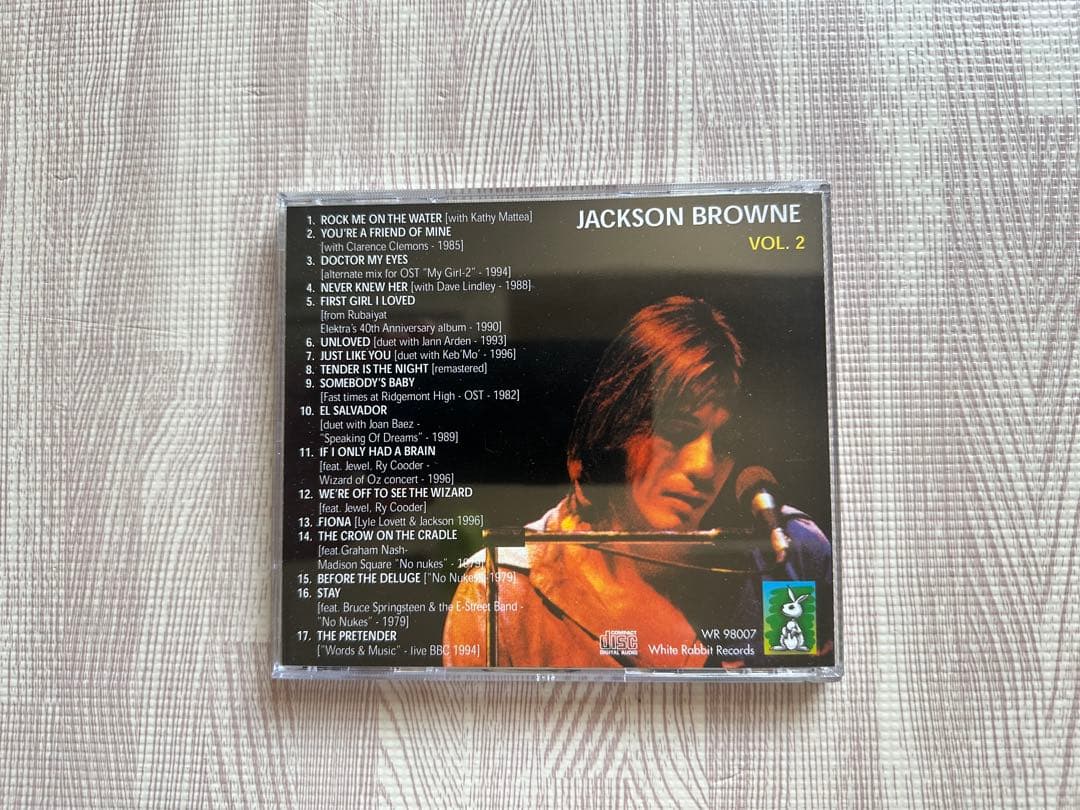 JACKSON BROWNE
VOL. 2
1. ROCK ME ON THE WATER [with Kathy Mattea]
2. YOU'RE A FRIEND OF MINE
[with Clarence Clemons - 1985]
3. DOCTOR MY EYES
[alternate mix for OST "My Girl-2" - 1994]
4. NEVER KNEW HER [with Dave Lindley - 1988]
5. FIRST GIRL I LOVED
[from Rubaiyat
Elektra's 40th Anniversary album - 1990]
6. UNLOVED [duet with Jann Arden - 1993]
7. JUST LIKE YOU [duet with Keb'Mo' - 1996]
8. TENDER IS THE NIGHT [remastered]
9. SOMEBODY'S BABY
[Fast times at Ridgemont High - OST - 1982]
10. EL SALVADOR
[duet with Joan Baez -
"Speaking Of Dreams" - 1989]
11. IF I ONLY HAD A BRAIN
[feat. Jewel, Ry Cooder -
Wizard of Oz concert - 1996]
12. WE'RE OFF TO SEE THE WIZARD
[feat. Jewel, Ry Cooder]
13. FIONA [Lyle Lovett & Jackson 1996]
14. THE CROW ON THE CRADLE
[feat.Graham Nash-
Madison Square "No nukes" - 1979]
15. BEFORE THE DELUGE ["No Nukes" - 1979]
16. STAY
[feat. Bruce Springsteen & the E-Street Band -
"No Nukes" - 1979]
17. THE PRETENDER
["Words & Music" - live BBC 1994]
COMPACT
disc
DIGITAL AUDIO
WR 98007
White Rabbit Records